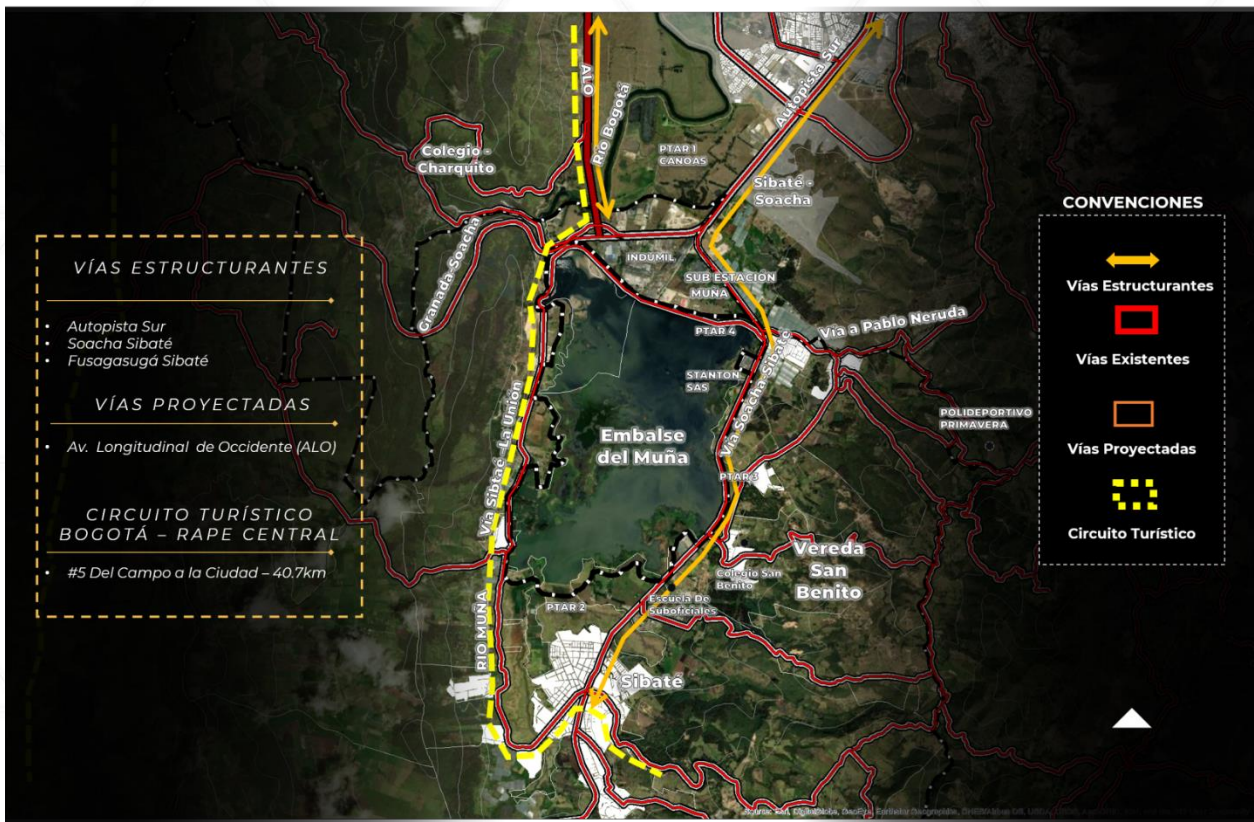 VÍAS ESTRUCTURANTES
• Autopista Sur
• Soacha Sibaté
• Fusagasugá Sibaté
VÍAS PROYECTADAS
• Av. Longitudinal de Occidente (ALO)
CIRCUITO TURÍSTICO
BOGOTÁ – RAPE CENTRAL
• #5 Del Campo a la Ciudad – 40.7km
ALO
Río Bogotá
Autopista Sur
Colegio -
Charquito
PTAR 1
CANOAS
Sibaté -
Soacha
Granada-Soacha
INDUMIL
SUB ESTACION
MUÑA
PTAR 4
Vía a Pablo Neruda
STANTON
SAS
Vía Soacha-Sibaté
POLIDEPORTIVO
PRIMAVERA
Embalse
del Muña
Vía Sibtae -La Unión
PTAR 3
Vereda
San
Benito
Colegio San
Benito
PTAR 2
Escuela De
Suboficiales
RIO MUÑA
Sibaté
CONVENCIONES
Vías Estructurantes
Vías Existentes
Vías Proyectadas
Circuito Turístico